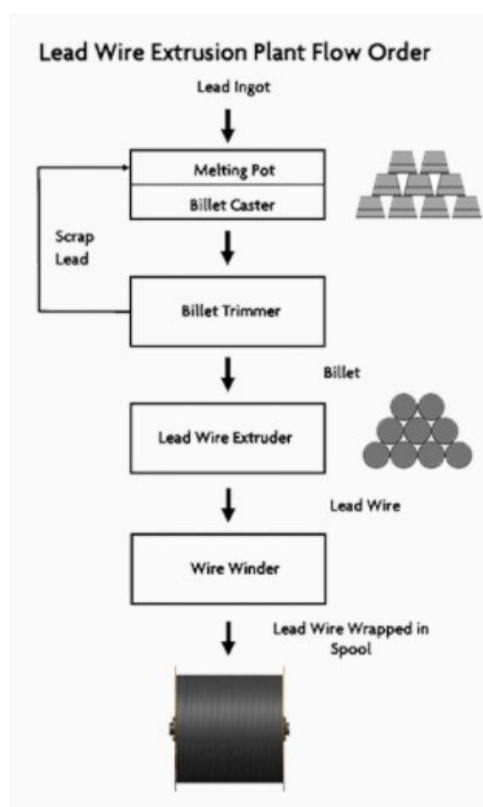 Lead Wire Extrusion Plant Flow Order
Lead Ingot
Melting Pot
Billet Caster
Scrap
Lead
Billet Trimmer
Billet
Lead Wire Extruder
Lead Wire
Wire Winder
Lead Wire Wrapped in
Spool